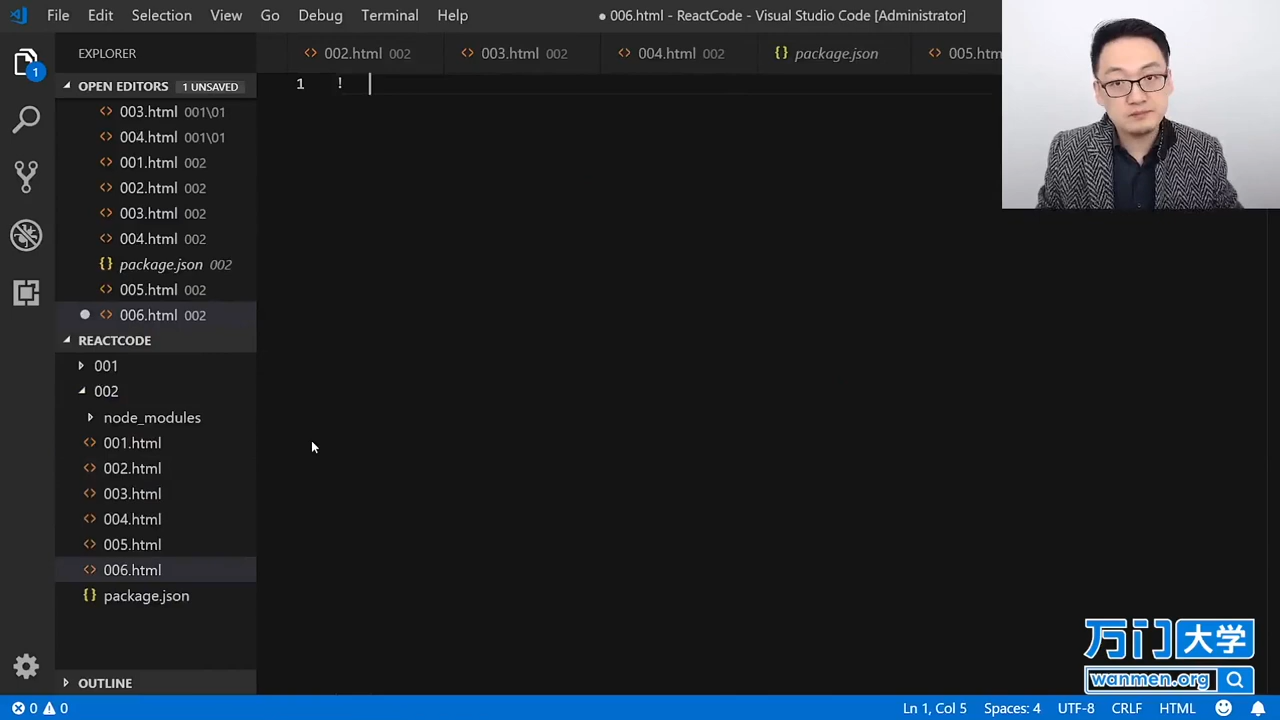 File Edit Selection View Go Debug Terminal Help
● 006.html - ReactCode - Visual Studio Code [Administrator]
EXPLORER
002.html 002
003.html 002
004.html 002
{} package.json
005.htm
1
OPEN EDITORS 1 UNSAVED
1 !
003.html 001\01
004.html 001\01
001.html 002
002.html 002
003.html 002
004.html 002
{} package.json 002
005.html 002
006.html 002
REACTCODE
001
002
node_modules
001.html
002.html
003.html
004.html
005.html
006.html
{} package.json
OUTLINE
万门大学
wanmen.org
0 0
Ln 1, Col 5 Spaces: 4 UTF-8 CRLF HTML